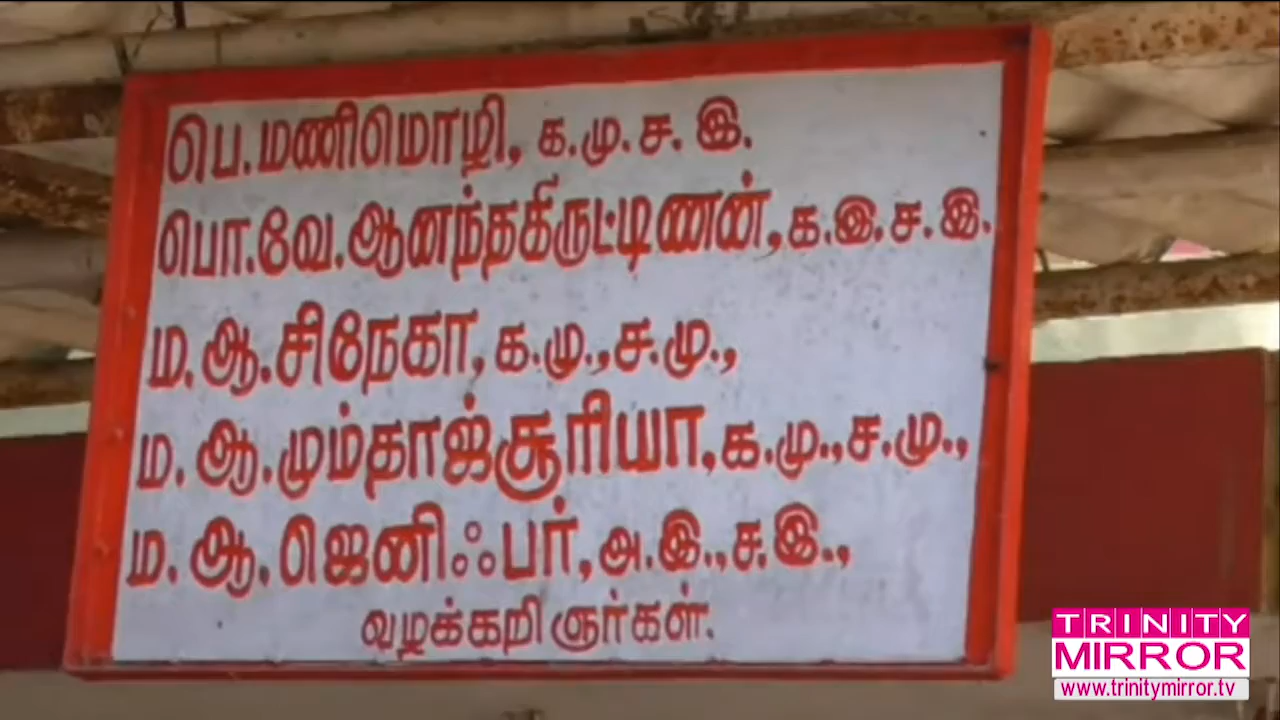 பெ.மணிமொழி, க.மு.ச.இ.
பொ.வே.ஆனந்தகிருட்டிணன், க.இ.ச.இ.
ம.ஆ.சிநேகா, க.மு.,ச.மு.,
ம.ஆ.மும்தாஜ்சூரியா, க.மு.,ச.மு.,
ம.ஆ.ஜெனிஃபர், அ.இ.,ச.இ.,
வழக்கறிஞர்கள்.
TRINITY
MIRROR
www.trinitymirror.tv